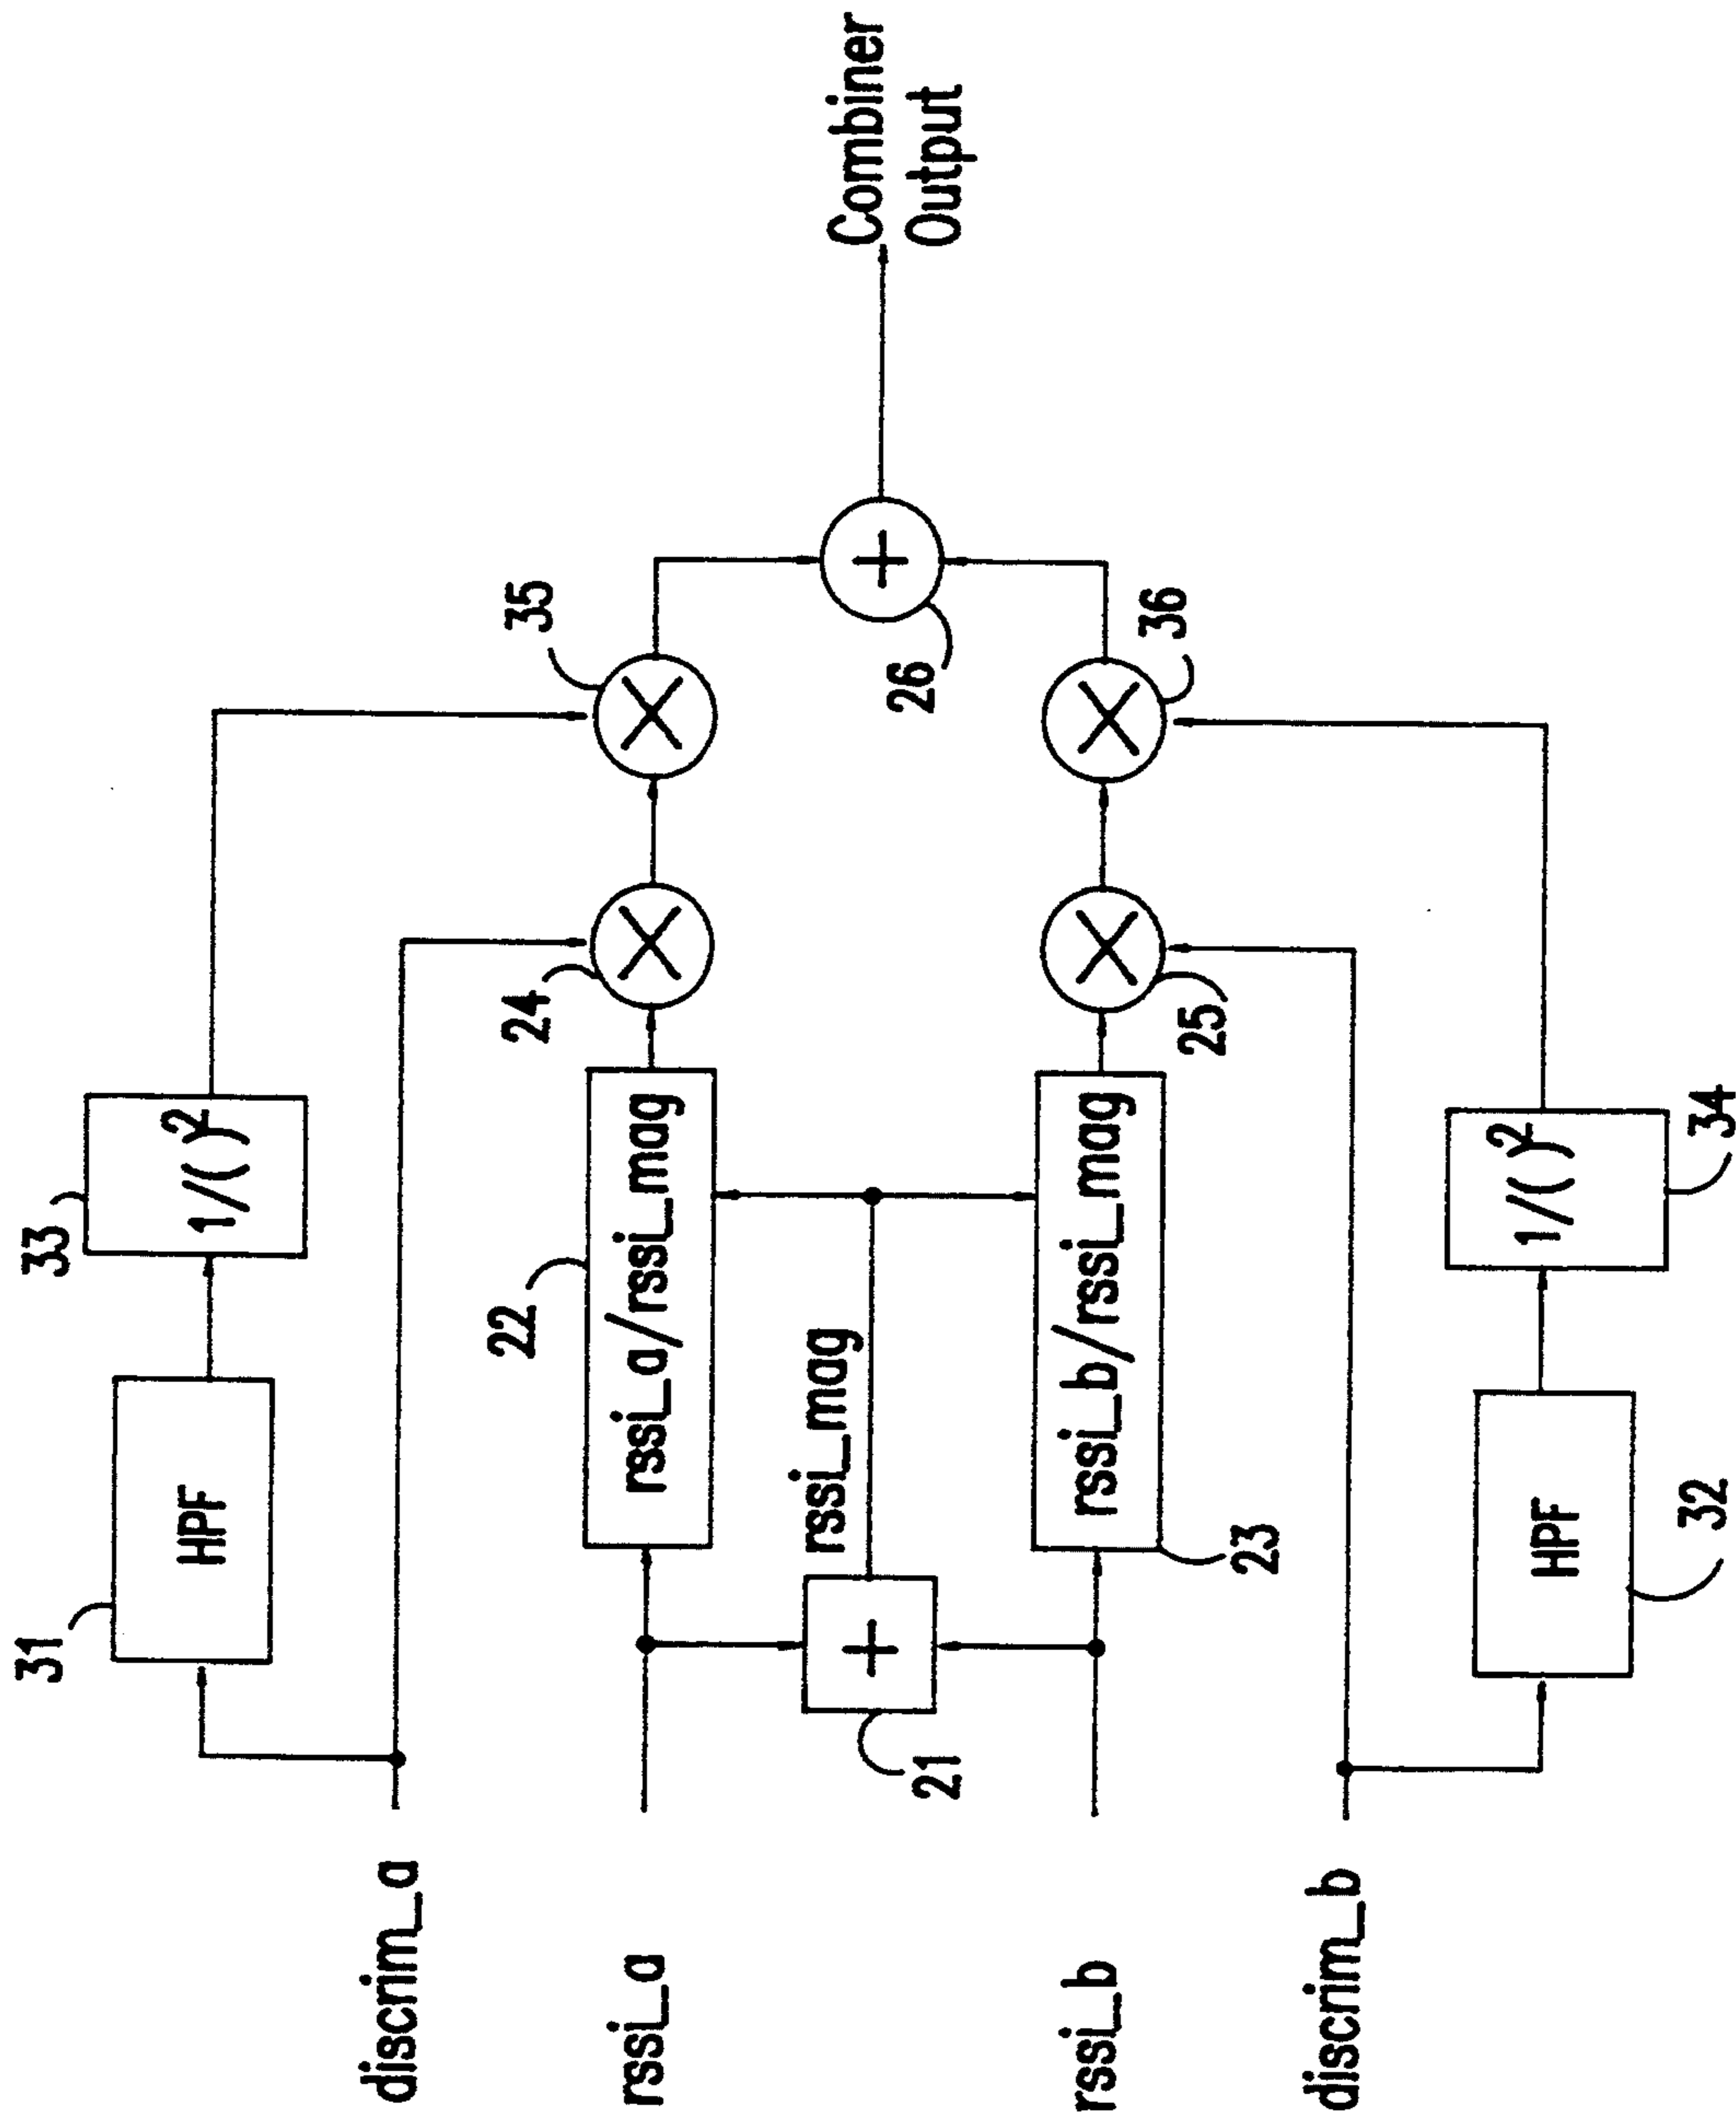 31
HPF
33
1/( )²
discrim_a
24
35
22
rssi_a/rssi_mag
rssi_a
21
+
rssi_mag
26
+
Combiner
Output
rssi_b
rssi_b/rssi_mag
23
25
36
discrim_b
HPF
32
1/( )²
34